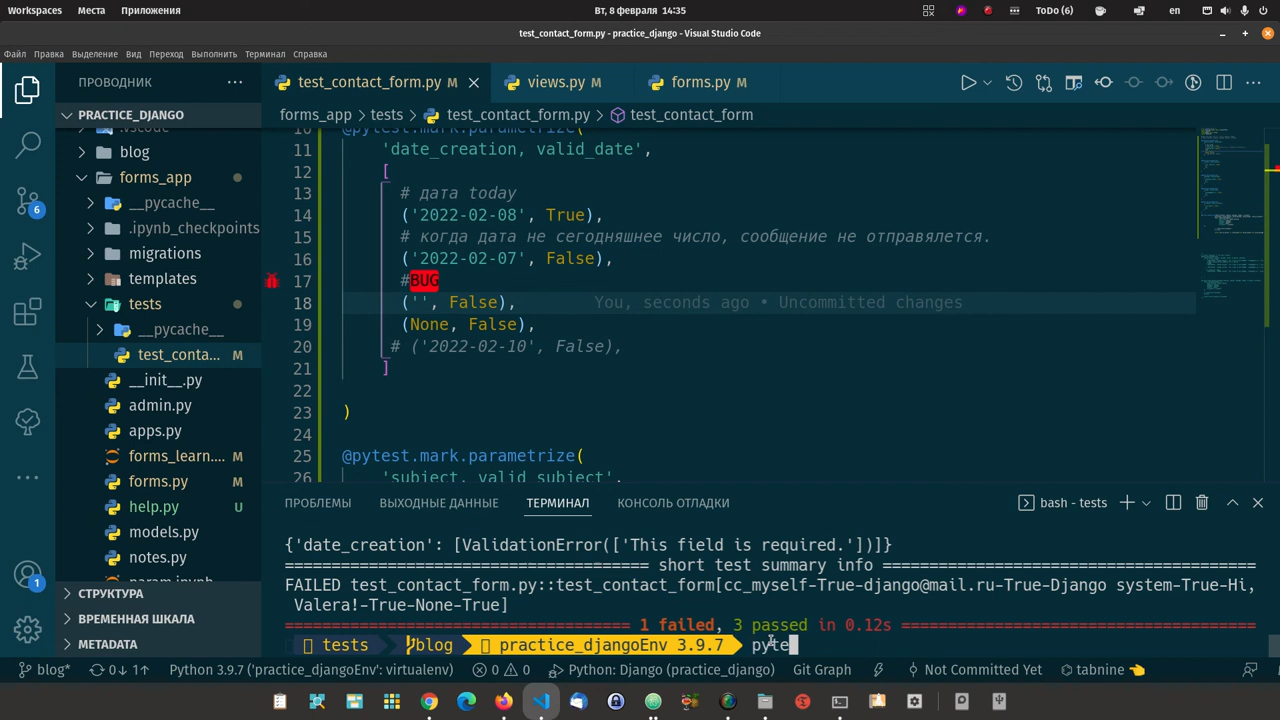 Workspaces Места Приложения Вт, 8 февраля 14:35 ToDo (6) en
test_contact_form.py - practice_django - Visual Studio Code
Файл Правка Выделение Вид Переход Выполнить Терминал Справка
ПРОВОДНИК ··· test_contact_form.py M views.py M forms.py M
PRACTICE_DJANGO
forms_app tests test_contact_form.py test_contact_form
.vscode
blog
forms_app
__pycache__
.ipynb_checkpoints
migrations
templates
tests
__pycache__
test_conta... M
__init__.py
admin.py
apps.py
forms_learn.... M
forms.py M
help.py U
models.py
notes.py
param.ipynb
СТРУКТУРА
ВРЕМЕННАЯ ШКАЛА
METADATA
6
1
10 @pytest.mark.parametrize(
11 'date_creation, valid_date',
12 [
13 # дата today
14 ('2022-02-08', True),
15 # когда дата не сегодняшнее число, сообщение не отправялется.
16 ('2022-02-07', False),
17 #BUG
18 ('', False), You, seconds ago • Uncommitted changes
19 (None, False),
20 # ('2022-02-10', False),
21 ]
22
23 )
24
25 @pytest.mark.parametrize(
26 'subject, valid_subject',
ПРОБЛЕМЫ ВЫХОДНЫЕ ДАННЫЕ ТЕРМИНАЛ КОНСОЛЬ ОТЛАДКИ bash - tests
{'date_creation': [ValidationError(['This field is required.'])]}
===================================== short test summary info ======================================
FAILED test_contact_form.py::test_contact_form[cc_myself-True-django@mail.ru-True-Django system-True-Hi,
Valera!-True-None-True]
=================================== 1 failed, 3 passed in 0.12s ====================================
tests blog practice_djangoEnv 3.9.7 pyte
blog* Python 3.9.7 ('practice_djangoEnv': virtualenv) 0 0 Python: Django (practice_django) Git Graph Not Committed Yet tabnine